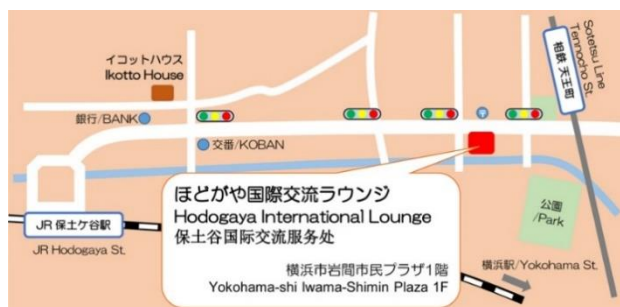 イコットハウス
Ikotto House
銀行/BANK
交番/KOBAN
Sotetsu Line
Tennocho St.
相鉄 天王町
ほどがや国際交流ラウンジ
Hodogaya International Lounge
保土谷国际交流服务处
横浜市岩間市民プラザ1階
Yokohama-shi Iwama-Shimin Plaza 1F
JR 保土ケ谷駅
JR Hodogaya St.
公園
/Park
横浜駅/Yokohama St.